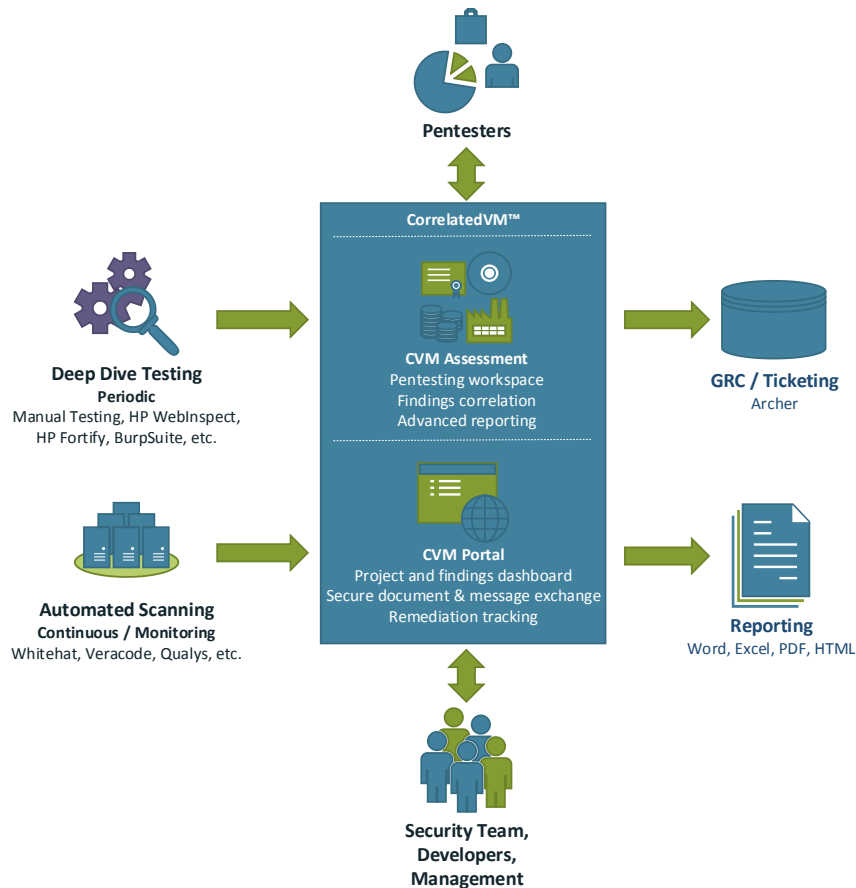 Pentesters
CorrelatedVM™
CVM Assessment
Pentesting workspace
Findings correlation
Advanced reporting
CVM Portal
Project and findings dashboard
Secure document & message exchange
Remediation tracking
Deep Dive Testing
Periodic
Manual Testing, HP WebInspect,
HP Fortify, BurpSuite, etc.
Automated Scanning
Continuous / Monitoring
Whitehat, Veracode, Qualys, etc.
GRC / Ticketing
Archer
Reporting
Word, Excel, PDF, HTML
Security Team,
Developers,
Management